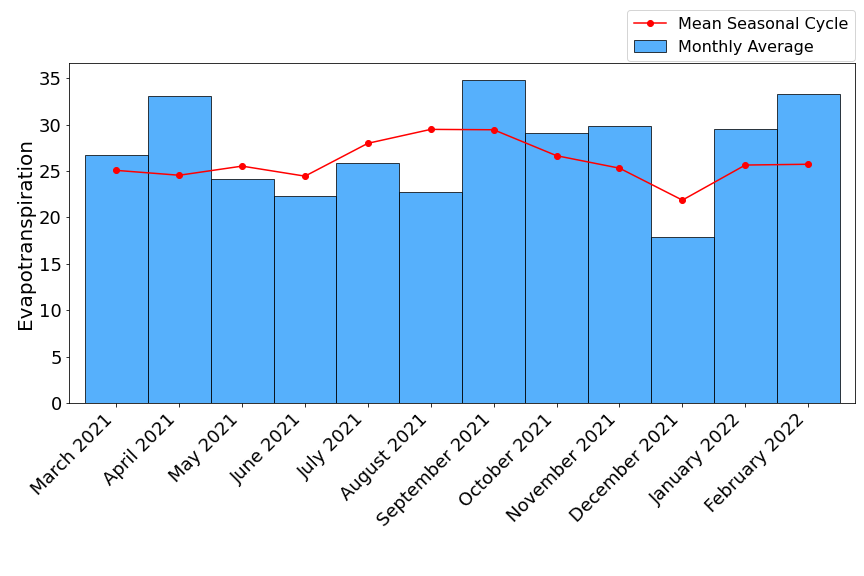 Mean Seasonal Cycle
Monthly Average
Evapotranspiration
35
30
25
20
15
10
5
0
March 2021
April 2021
May 2021
June 2021
July 2021
August 2021
September 2021
October 2021
November 2021
December 2021
January 2022
February 2022